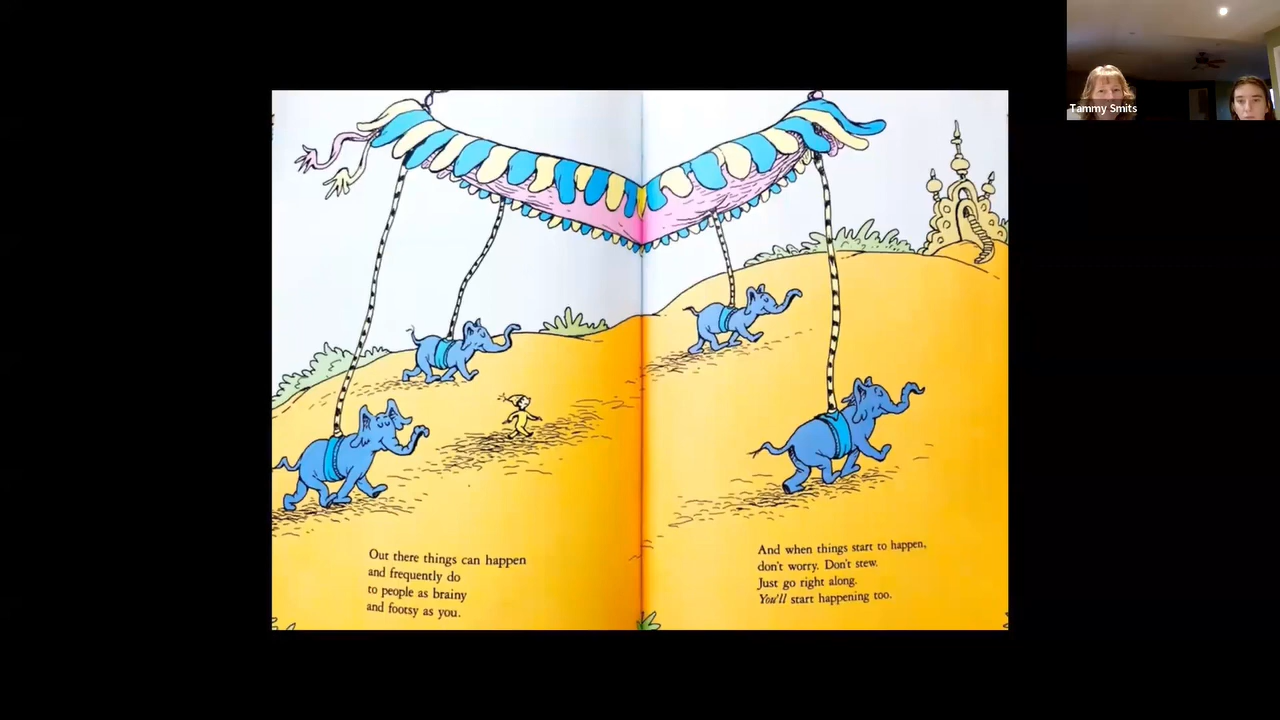 Tammy Smits
Out there things can happen
and frequently do
to people as brainy
and footsy as you.
And when things start to happen,
don't worry. Don't stew.
Just go right along.
You'll start happening too.